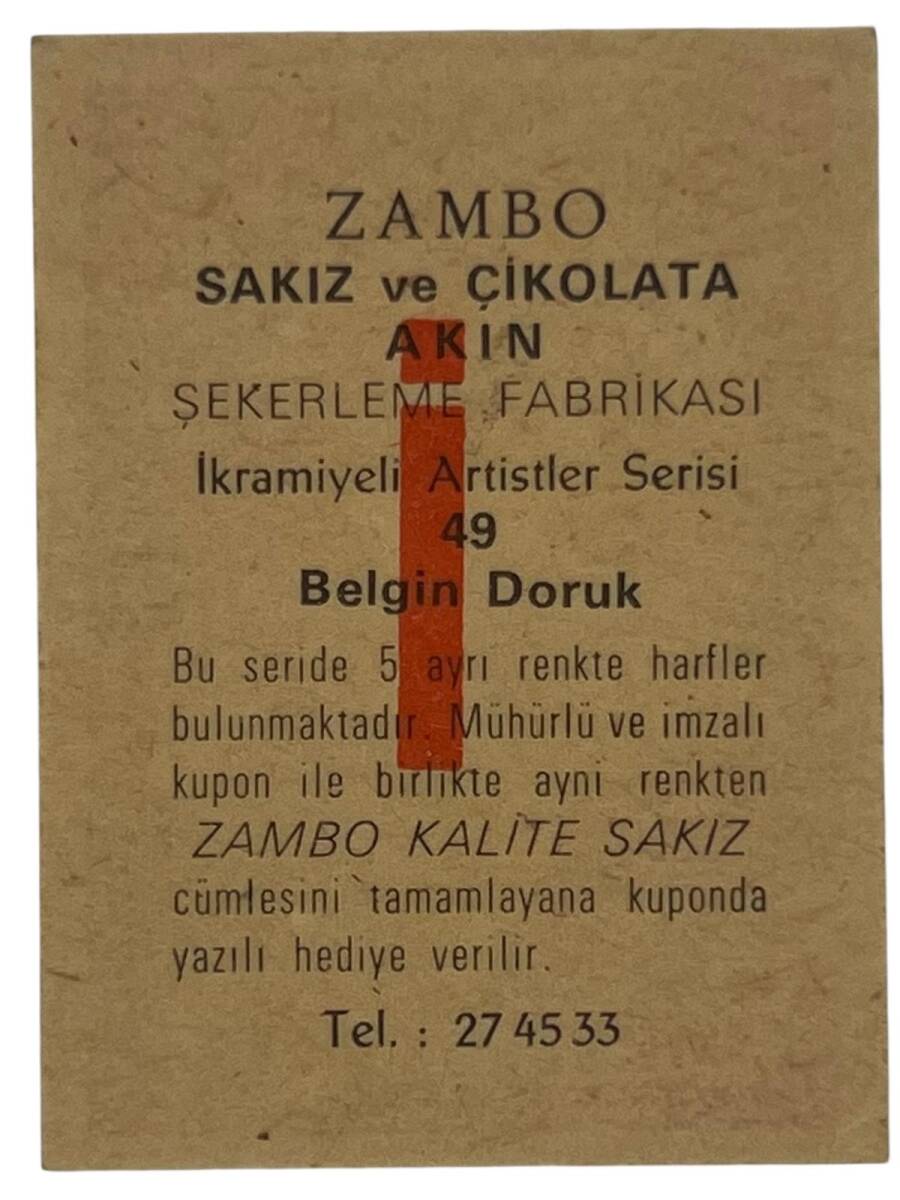 ZAMBO
SAKIZ ve ÇİKOLATA
AKIN
ŞEKERLEME FABRİKASI
İkramiyeli Artistler Serisi
49
Belgin Doruk
Bu seride 5 ayrı renkte harfler
bulunmaktadır. Mühürlü ve imzalı
kupon ile birlikte ayni renkten
ZAMBO KALİTE SAKIZ
cümlesini tamamlayana kuponda
yazılı hediye verilir.
Tel. : 27 45 33
İ